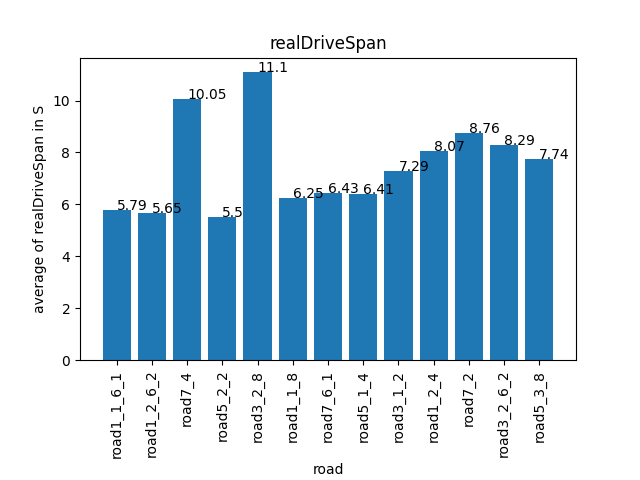 realDriveSpan
average of realDriveSpan in S
10
8
6
4
2
0
5.79
5.65
10.05
5.5
11.1
6.25
6.43
6.41
7.29
8.07
8.76
8.29
7.74
road1_1_6_1
road1_2_6_2
road7_4
road5_2_2
road3_2_8
road1_1_8
road7_6_1
road5_1_4
road3_1_2
road1_2_4
road7_2
road3_2_6_2
road5_3_8
road